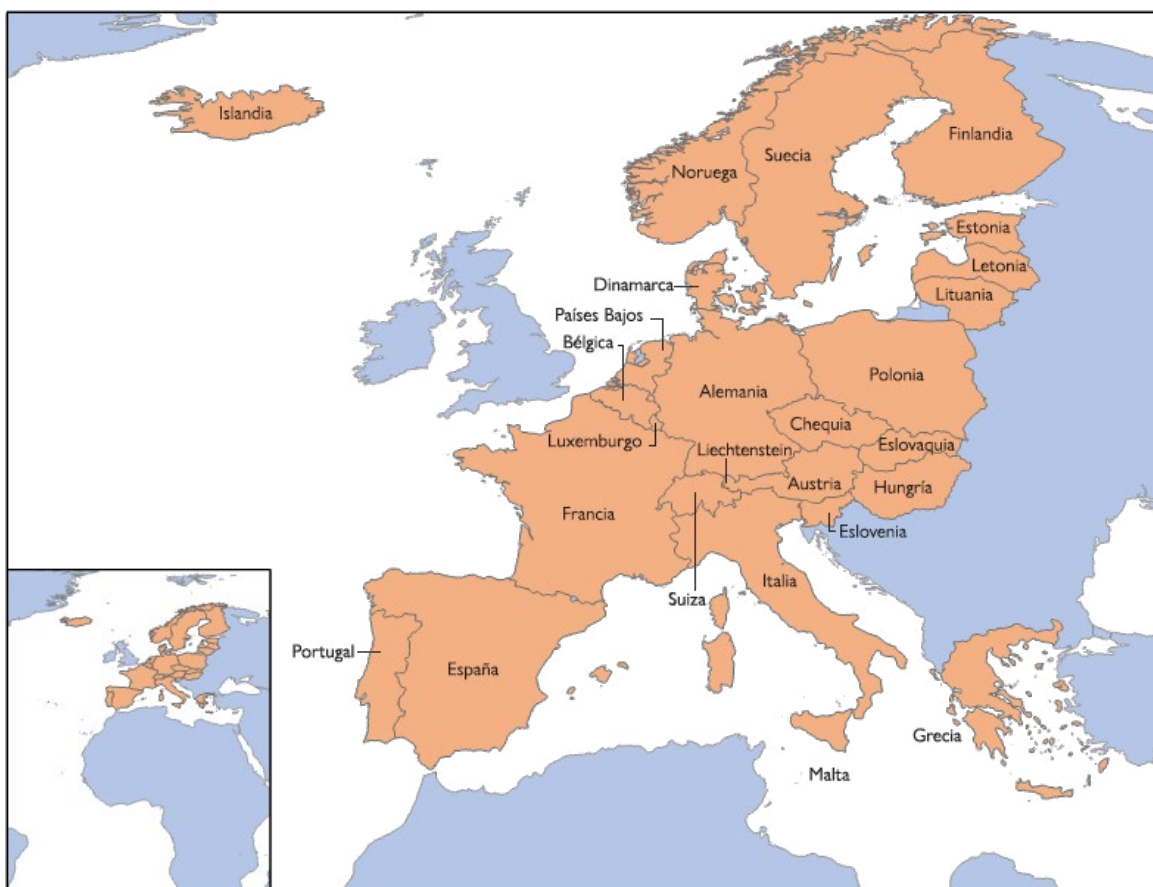 Islandia
Finlandia
Suecia
Noruega
Estonia
Letonia
Dinamarca
Lituania
Países Bajos
Bélgica
Polonia
Alemania
Chequia
Luxemburgo
Eslovaquia
Liechtenstein
Austria
Hungría
Francia
Eslovenia
Italia
Suiza
Portugal
España
Grecia
Malta